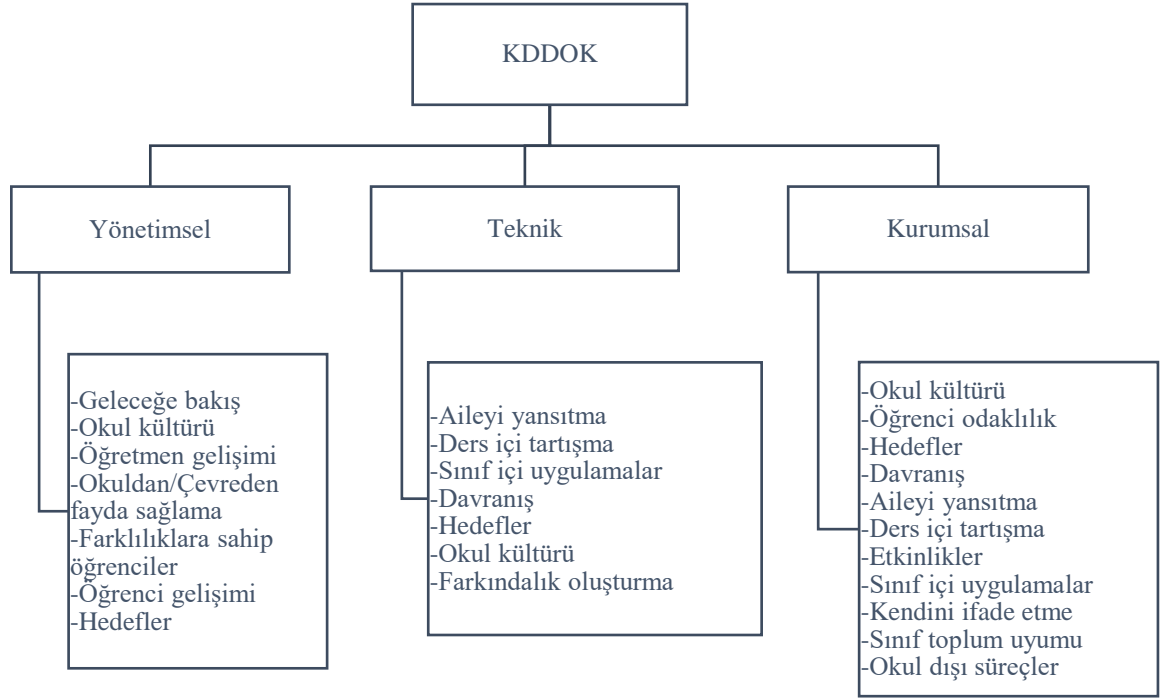 KDDOK
Yönetimsel
Teknik
Kurumsal
-Geleceğe bakış
-Okul kültürü
-Öğretmen gelişimi
-Okuldan/Çevreden
fayda sağlama
-Farklılıklara sahip
öğrenciler
-Öğrenci gelişimi
-Hedefler
-Aileyi yansıtma
-Ders içi tartışma
-Sınıf içi uygulamalar
-Davranış
-Hedefler
-Okul kültürü
-Farkındalık oluşturma
-Okul kültürü
-Öğrenci odaklılık
-Hedefler
-Davranış
-Aileyi yansıtma
-Ders içi tartışma
-Etkinlikler
-Sınıf içi uygulamalar
-Kendini ifade etme
-Sınıf toplum uyumu
-Okul dışı süreçler